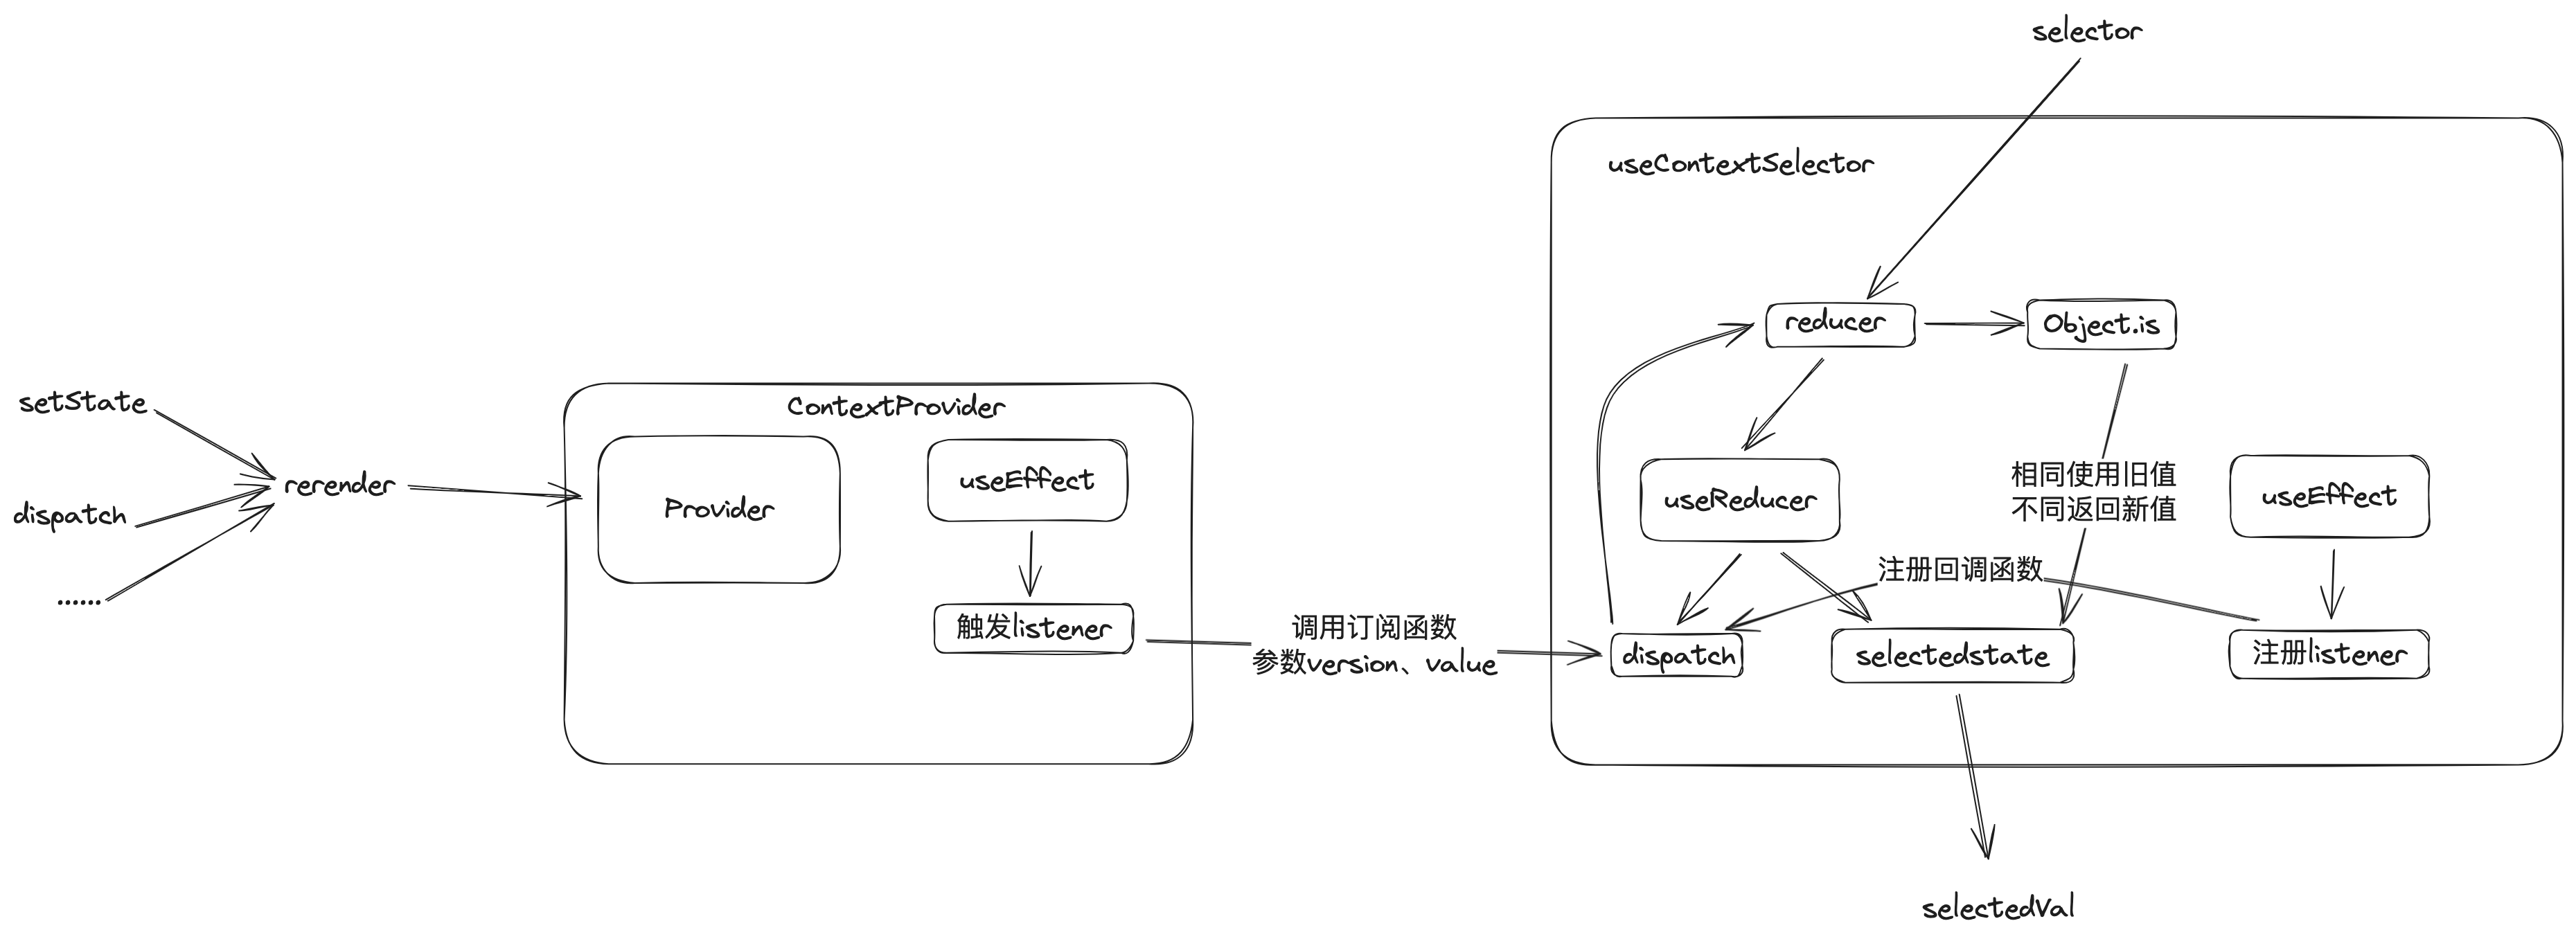 selector
useContextSelector
reducer
Object.is
setState
ContextProvider
rerender
dispatch
......
Provider
useEffect
触发listener
调用订阅函数
参数version、value
useReducer
相同使用旧值
不同返回新值
useEffect
注册回调函数
dispatch
selectedstate
注册listener
selectedVal